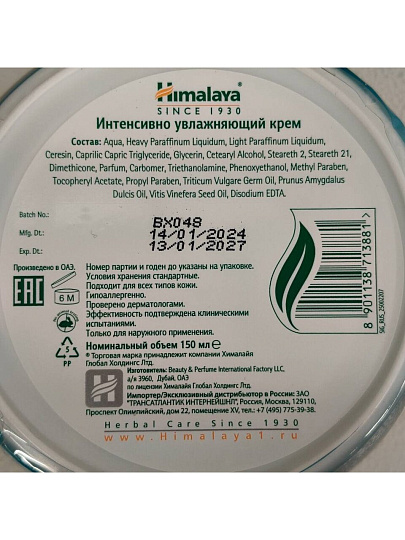 Himalaya
SINCE 1930
Интенсивно увлажняющий крем
Состав: Aqua, Heavy Paraffinum Liquidum, Light Paraffinum Liquidum,
Ceresin, Caprilic Capric Triglyceride, Glycerin, Cetearyl Alcohol, Steareth 2, Steareth 21,
Dimethicone, Parfum, Carbomer, Triethanolamine, Phenoxyethanol, Methyl Paraben,
Tocopheryl Acetate, Propyl Paraben, Triticum Vulgare Germ Oil, Prunus Amygdalus
Dulcis Oil, Vitis Vinefera Seed Oil, Disodium EDTA.
Batch No.: BX048
Mfg. Dt.: 14/01/2024
Exp. Dt.: 13/01/2027
Произведено в ОАЭ.
EAC
6 M
Номер партии и годен до указаны на упаковке.
Условия хранения стандартные.
Подходит для всех типов кожи.
Гипоаллергенно.
Проверено дерматологами.
Эффективность подтверждена клиническими
испытаниями.
Только для наружного применения.
8 901138 713881
SG_RUS_2500207
5
PP
Номинальный объем 150 мл e
® Торговая марка принадлежит компании Хималайя
Глобал Холдингс Лтд.
Изготовитель: Beauty & Perfume International Factory LLC,
а/я 3960, Дубай, ОАЭ
по лицензии Хималайя Глобал Холдингс Лтд.
Импортер/Эксклюзивный дистрибьютор в России: ЗАО
"ТРАНСАТЛАНТИК ИНТЕРНЕЙШНЛ", Россия, Москва, 129110,
Проспект Олимпийский, дом 22, помещение XV, тел.: +7 (495) 775-39-38.
Herbal Care Since 1930
www.Himalaya1.ru